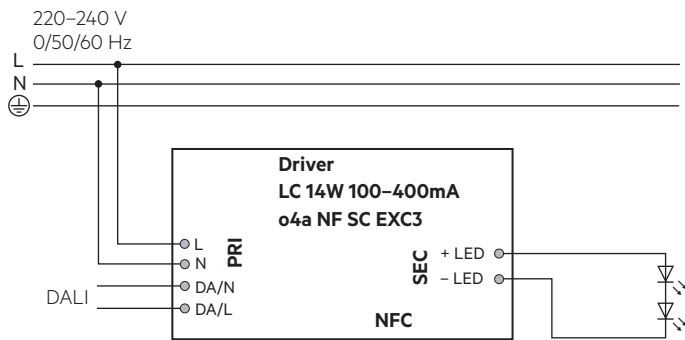 220–240 V
0/50/60 Hz
L
N
Driver
LC 14W 100–400mA
o4a NF SC EXC3
L
N
PRI
DA/N
DA/L
DALI
SEC
+ LED
– LED
NFC